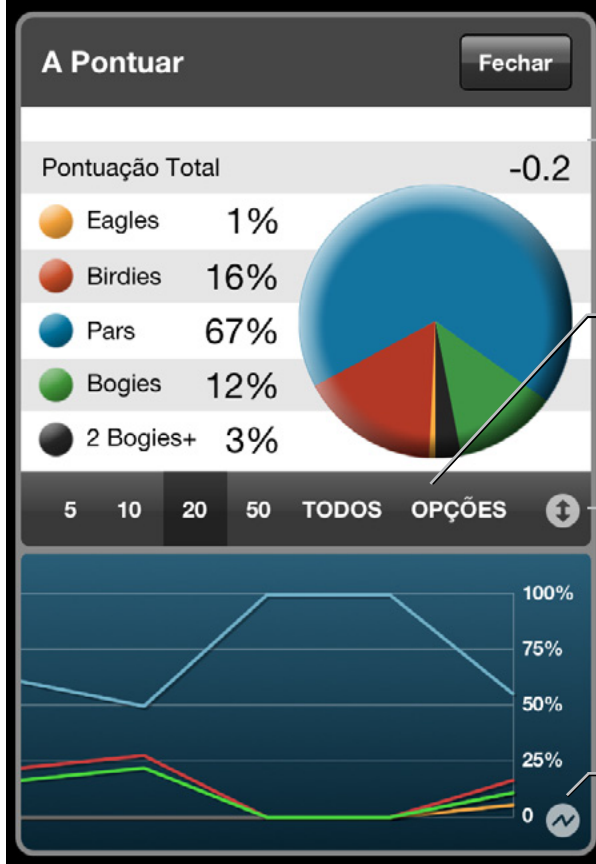 A Pontuar Fechar
Pontuação Total -0.2
Eagles 1%
Birdies 16%
Pars 67%
Bogies 12%
2 Bogies+ 3%
5 10 20 50 TODOS OPÇÕES
100%
75%
50%
25%
0